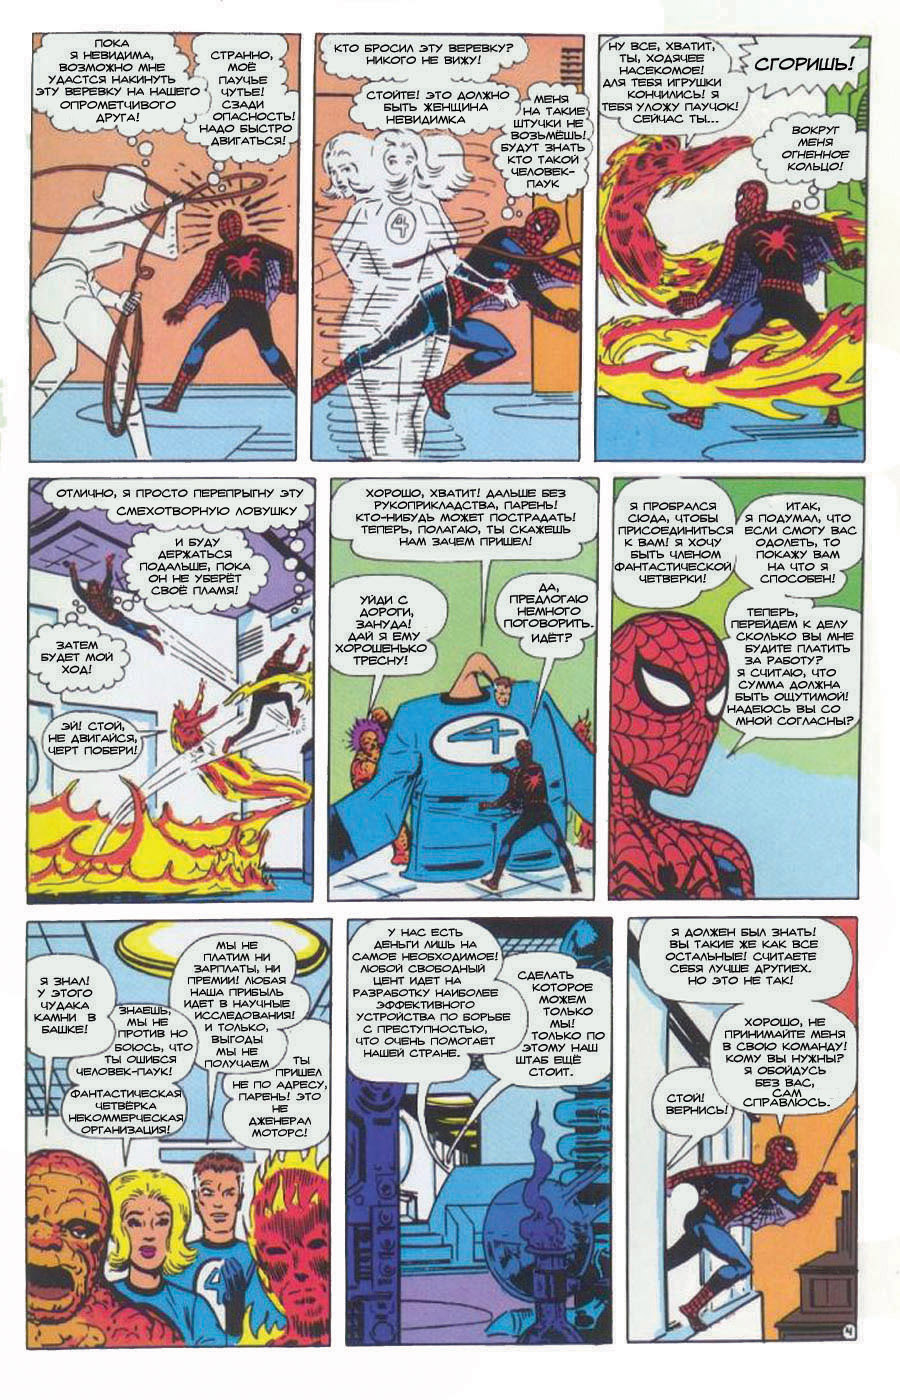 ПОКА
Я НЕВИДИМА,
ВОЗМОЖНО МНЕ
УДАСТСЯ НАКИНУТЬ
ЭТУ ВЕРЕВКУ НА НАШЕГО
ОПРОМЕТЧИВОГО
ДРУГА!
СТРАННО,
МОЁ
ПАУЧЬЕ
ЧУТЬЕ!
СЗАДИ
ОПАСНОСТЬ!
НАДО БЫСТРО
ДВИГАТЬСЯ!
КТО БРОСИЛ ЭТУ ВЕРЕВКУ?
НИКОГО НЕ ВИЖУ!
СТОЙТЕ! ЭТО ДОЛЖНО
БЫТЬ ЖЕНЩИНА
НЕВИДИМКА
МЕНЯ
НА ТАКИЕ
ШТУЧКИ НЕ
ВОЗЬМЁШЬ!
БУДУТ ЗНАТЬ
КТО ТАКОЙ
ЧЕЛОВЕК-
ПАУК
4
НУ ВСЕ, ХВАТИТ,
ТЫ, ХОДЯЧЕЕ
НАСЕКОМОЕ!
ДЛЯ ТЕБЯ ИГРУШКИ
КОНЧИЛИСЬ! Я
ТЕБЯ УЛОЖУ ПАУЧОК!
СЕЙЧАС ТЫ...
СГОРИШЬ!
ВОКРУГ
МЕНЯ
ОГНЕННОЕ
КОЛЬЦО!
ОТЛИЧНО, Я ПРОСТО ПЕРЕПРЫГНУ ЭТУ
СМЕХОТВОРНУЮ ЛОВУШКУ
И БУДУ
ДЕРЖАТЬСЯ
ПОДАЛЬШЕ, ПОКА
ОН НЕ УБЕРЁТ
СВОЁ ПЛАМЯ!
ЗАТЕМ
БУДЕТ МОЙ
ХОД!
ЭЙ! СТОЙ,
НЕ ДВИГАЙСЯ,
ЧЕРТ ПОБЕРИ!
ХОРОШО, ХВАТИТ! ДАЛЬШЕ БЕЗ
РУКОПРИКЛАДСТВА, ПАРЕНЬ!
КТО-НИБУДЬ МОЖЕТ ПОСТРАДАТЬ!
ТЕПЕРЬ, ПОЛАГАЮ, ТЫ СКАЖЕШЬ
НАМ ЗАЧЕМ ПРИШЕЛ!
УЙДИ С
ДОРОГИ,
ЗАНУДА!
ДАЙ Я ЕМУ
ХОРОШЕНЬКО
ТРЕСНУ!
ДА,
ПРЕДЛОГАЮ
НЕМНОГО
ПОГОВОРИТЬ.
ИДЁТ?
4
Я ПРОБРАЛСЯ
СЮДА, ЧТОБЫ
ПРИСОЕДИНИТЬСЯ
К ВАМ! Я ХОЧУ
БЫТЬ ЧЛЕНОМ
ФАНТАСТИЧЕСКОЙ
ЧЕТВЕРКИ!
ИТАК,
Я ПОДУМАЛ, ЧТО
ЕСЛИ СМОГУ ВАС
ОДОЛЕТЬ, ТО
ПОКАЖУ ВАМ
НА ЧТО Я
СПОСОБЕН!
ТЕПЕРЬ,
ПЕРЕЙДЕМ К ДЕЛУ
СКОЛЬКО ВЫ МНЕ
БУДИТЕ ПЛАТИТЬ
ЗА РАБОТУ?
Я СЧИТАЮ, ЧТО
СУММА ДОЛЖНА
БЫТЬ ОЩУТИМОЙ!
НАДЕЮСЬ ВЫ СО
МНОЙ СОГЛАСНЫ?
Я ЗНАЛ!
У ЭТОГО
ЧУДАКА
КАМНИ В
БАШКЕ!
ЗНАЕШЬ,
МЫ НЕ
ПРОТИВ НО
БОЮСЬ, ЧТО
ТЫ ОШИБСЯ
ЧЕЛОВЕК-ПАУК!
ФАНТАСТИЧЕСКАЯ
ЧЕТВЁРКА
НЕКОММЕРЧЕСКАЯ
ОРГАНИЗАЦИЯ!
МЫ НЕ
ПЛАТИМ НИ
ЗАРПЛАТЫ, НИ
ПРЕМИИ! ЛЮБАЯ
НАША ПРИБЫЛЬ
ИДЕТ В НАУЧНЫЕ
ИССЛЕДОВАНИЯ!
И ТОЛЬКО,
ВЫГОДЫ
МЫ НЕ
ПОЛУЧАЕМ
ТЫ
ПРИШЕЛ
НЕ ПО АДРЕСУ,
ПАРЕНЬ! ЭТО
НЕ
ДЖЕНЕРАЛ
МОТОРС!
4
У НАС ЕСТЬ
ДЕНЬГИ ЛИШЬ НА
САМОЕ НЕОБХОДИМОЕ!
ЛЮБОЙ СВОБОДНЫЙ
ЦЕНТ ИДЕТ НА
РАЗРАБОТКУ НАИБОЛЕЕ
ЭФФЕКТИВНОГО
УСТРОЙСТВА ПО БОРЬБЕ
С ПРЕСТУПНОСТЬЮ,
ЧТО ОЧЕНЬ ПОМОГАЕТ
НАШЕЙ СТРАНЕ.
СДЕЛАТЬ
КОТОРОЕ
МОЖЕМ
ТОЛЬКО
МЫ!
ТОЛЬКО ПО
ЭТОМУ НАШ
ШТАБ ЕЩЁ
СТОИТ.
Я ДОЛЖЕН БЫЛ ЗНАТЬ!
ВЫ ТАКИЕ ЖЕ КАК ВСЕ
ОСТАЛЬНЫЕ! СЧИТАЕТЕ
СЕБЯ ЛУЧШЕ ДРУГИЕХ.
НО ЭТО НЕ ТАК!
ХОРОШО, НЕ
ПРИНИМАЙТЕ МЕНЯ
В СВОЮ КОМАНДУ!
КОМУ ВЫ НУЖНЫ?
Я ОБОЙДУСЬ
БЕЗ ВАС,
САМ
СПРАВЛЮСЬ.
СТОЙ!
ВЕРНИСЬ!
4